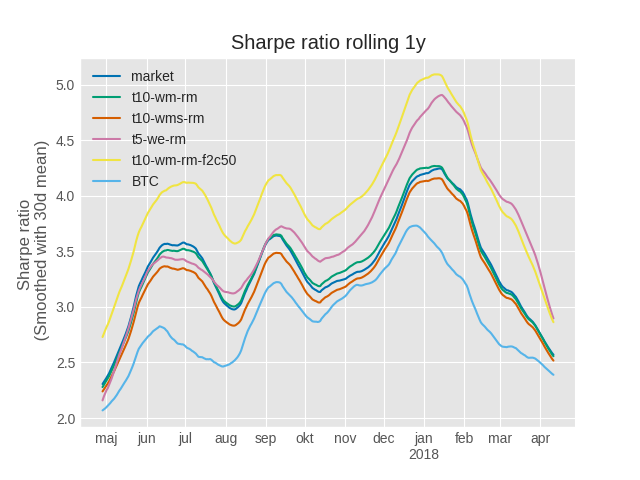 Sharpe ratio rolling 1y
Sharpe ratio
(Smoothed with 30d mean)
5.0
4.5
4.0
3.5
3.0
2.5
2.0
market
t10-wm-rm
t10-wms-rm
t5-we-rm
t10-wm-rm-f2c50
BTC
maj jun jul aug sep okt nov dec jan feb mar apr
2018